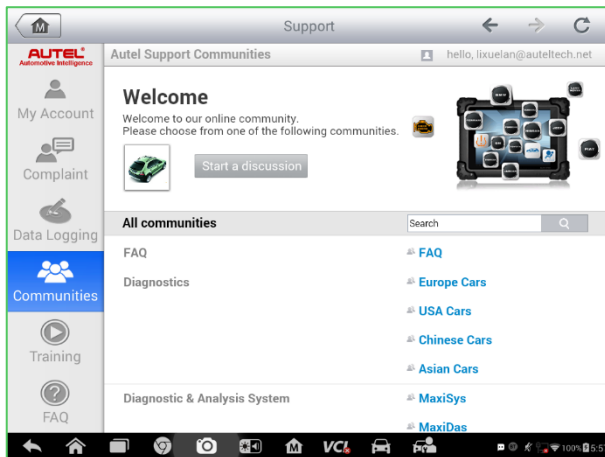 M
Support
AUTEL®
Automotive Intelligence
Autel Support Communities
hello, lixuelan@auteltech.net
My Account
Complaint
Data Logging
Communities
Training
FAQ
Welcome
Welcome to our online community.
Please choose from one of the following communities.
Start a discussion
All communities
Search
FAQ
FAQ
Diagnostics
Europe Cars
USA Cars
Chinese Cars
Asian Cars
Diagnostic & Analysis System
MaxiSys
MaxiDas
M
VCI
100%